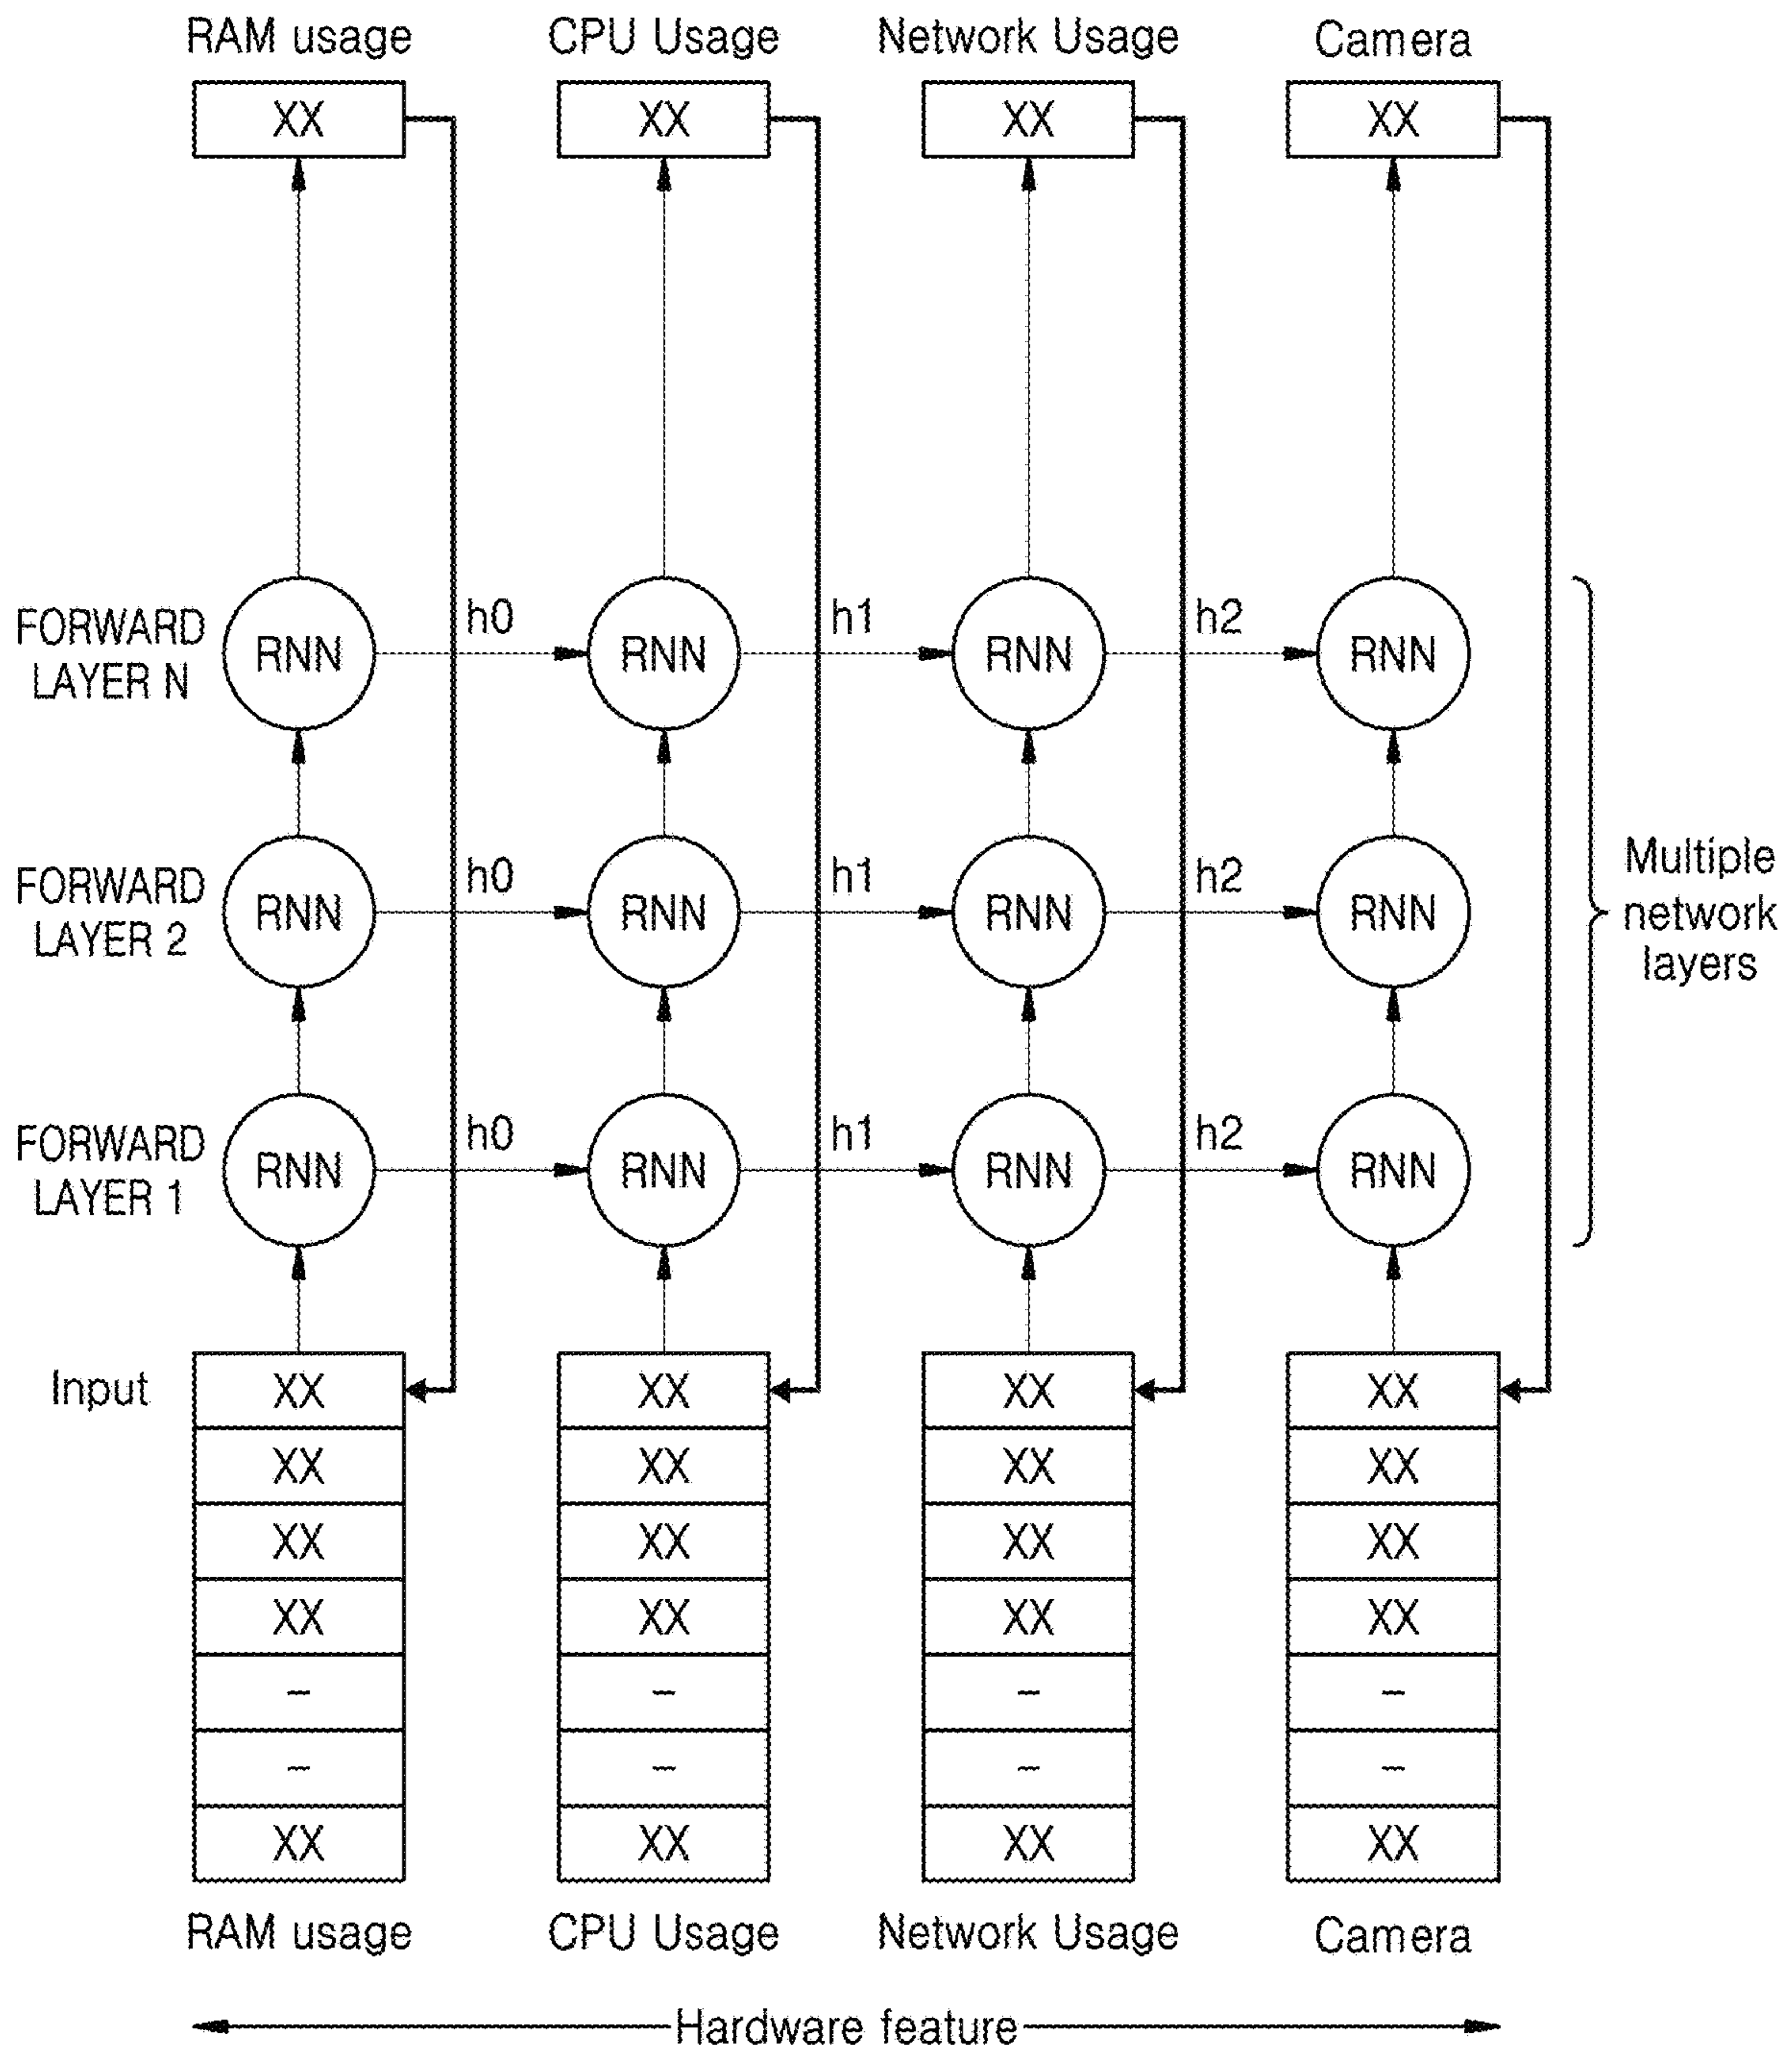 RAM usage CPU Usage Network Usage Camera
XX XX XX XX
FORWARD
LAYER N
RNN h0 RNN h1 RNN h2 RNN
FORWARD
LAYER 2
RNN h0 RNN h1 RNN h2 RNN
Multiple
network
layers
FORWARD
LAYER 1
RNN h0 RNN h1 RNN h2 RNN
Input XX XX XX XX
XX XX XX XX
XX XX XX XX
XX XX XX XX
– – – –
– – – –
XX XX XX XX
RAM usage CPU Usage Network Usage Camera
Hardware feature